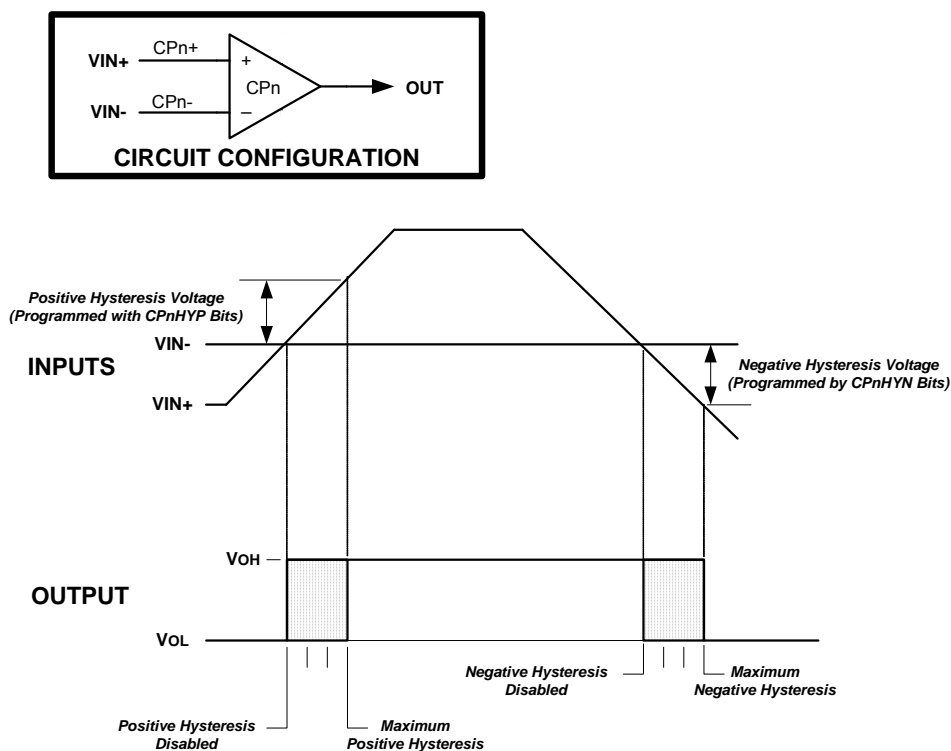 VIN+
CPn+
+
CPn
OUT
VIN-
CPn-
–
CIRCUIT CONFIGURATION
Positive Hysteresis Voltage
(Programmed with CPnHYP Bits)
VIN-
INPUTS
VIN+
Negative Hysteresis Voltage
(Programmed by CPnHYN Bits)
VOH
OUTPUT
VOL
Negative Hysteresis
Disabled
Maximum
Negative Hysteresis
Positive Hysteresis
Disabled
Maximum
Positive Hysteresis